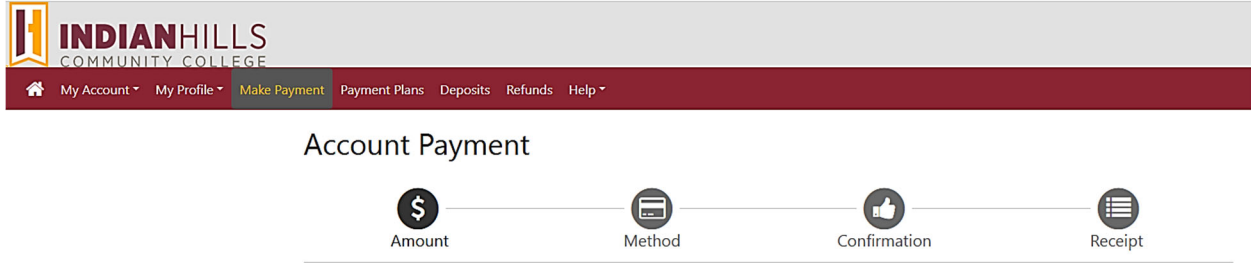 INDIANHILLS
COMMUNITY COLLEGE
My Account My Profile Make Payment Payment Plans Deposits Refunds Help
Account Payment
$
Amount Method Confirmation Receipt